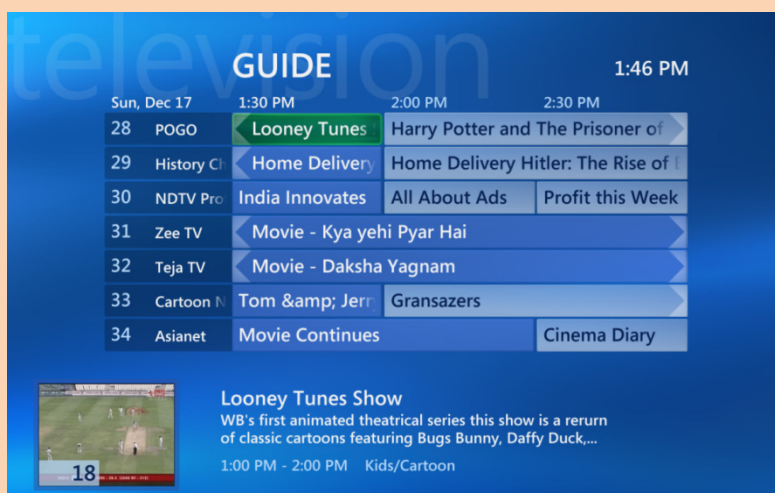 television
GUIDE
1:46 PM
Sun, Dec 17 1:30 PM 2:00 PM 2:30 PM
28 POGO Looney Tunes Harry Potter and The Prisoner of
29 History Ch Home Delivery Home Delivery Hitler: The Rise of E
30 NDTV Pro India Innovates All About Ads Profit this Week
31 Zee TV Movie - Kya yehi Pyar Hai
32 Teja TV Movie - Daksha Yagnam
33 Cartoon N Tom &amp; Jerr Gransazers
34 Asianet Movie Continues Cinema Diary
Looney Tunes Show
WB's first animated theatrical series this show is a rerurn
of classic cartoons featuring Bugs Bunny, Daffy Duck,...
1:00 PM - 2:00 PM Kids/Cartoon
18